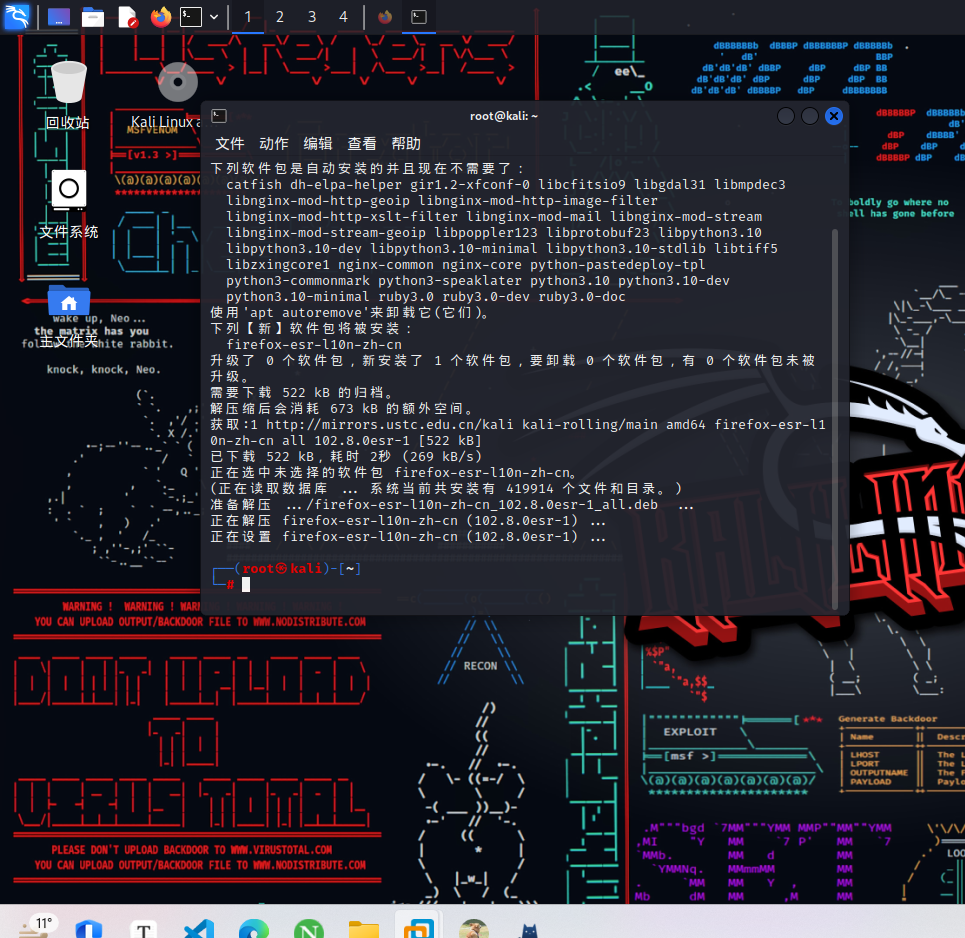 1 2 3 4
回收站
Kali Linux a
文件系统
主文件夹
root@kali: ~
文件 动作 编辑 查看 帮助
下列软件包是自动安装的并且现在不需要了：
catfish dh-elpa-helper gir1.2-xfconf-0 libcfitsio9 libgdal31 libmpdec3
libnginx-mod-http-geoip libnginx-mod-http-image-filter
libnginx-mod-http-xslt-filter libnginx-mod-mail libnginx-mod-stream
libnginx-mod-stream-geoip libpoppler123 libprotobuf23 libpython3.10
libpython3.10-dev libpython3.10-minimal libpython3.10-stdlib libtiff5
libzxingcore1 nginx-common nginx-core python-pastedeploy-tpl
python3-commonmark python3-speaklater python3.10 python3.10-dev
python3.10-minimal ruby3.0 ruby3.0-dev ruby3.0-doc
使用'apt autoremove'来卸载它(它们)。
下列【新】软件包将被安装：
firefox-esr-l10n-zh-cn
升级了 0 个软件包，新安装了 1 个软件包，要卸载 0 个软件包，有 0 个软件包未被
升级。
需要下载 522 kB 的归档。
解压缩后会消耗 673 kB 的额外空间。
获取:1 http://mirrors.ustc.edu.cn/kali kali-rolling/main amd64 firefox-esr-l1
0n-zh-cn all 102.8.0esr-1 [522 kB]
已下载 522 kB，耗时 2秒 (269 kB/s)
正在选中未选择的软件包 firefox-esr-l10n-zh-cn。
(正在读取数据库 ... 系统当前共安装有 419914 个文件和目录。)
准备解压 .../firefox-esr-l10n-zh-cn_102.8.0esr-1_all.deb ...
正在解压 firefox-esr-l10n-zh-cn (102.8.0esr-1) ...
正在设置 firefox-esr-l10n-zh-cn (102.8.0esr-1) ...
┌──(root㉿kali)-[~]
└─#
MSFVENOM
[v1.3 >]
boldly go where no
has gone before
wake up, Neo...
the matrix has you
follow the white rabbit.
knock, knock, Neo.
WARNING ! WARNING !
YOU CAN UPLOAD OUTPUT/BACKDOOR FILE TO WWW.NODISTRIBUTE.COM
RECON
EXPLOIT
[msf >]
Generate Backdoor
Name Descr
LHOST The L
LPORT The L
OUTPUTNAME The F
PAYLOAD Paylo
PLEASE DON'T UPLOAD BACKDOOR TO WWW.VIRUSTOTAL.COM
YOU CAN UPLOAD OUTPUT/BACKDOOR FILE TO WWW.NODISTRIBUTE.COM
LOO
11°
T
N